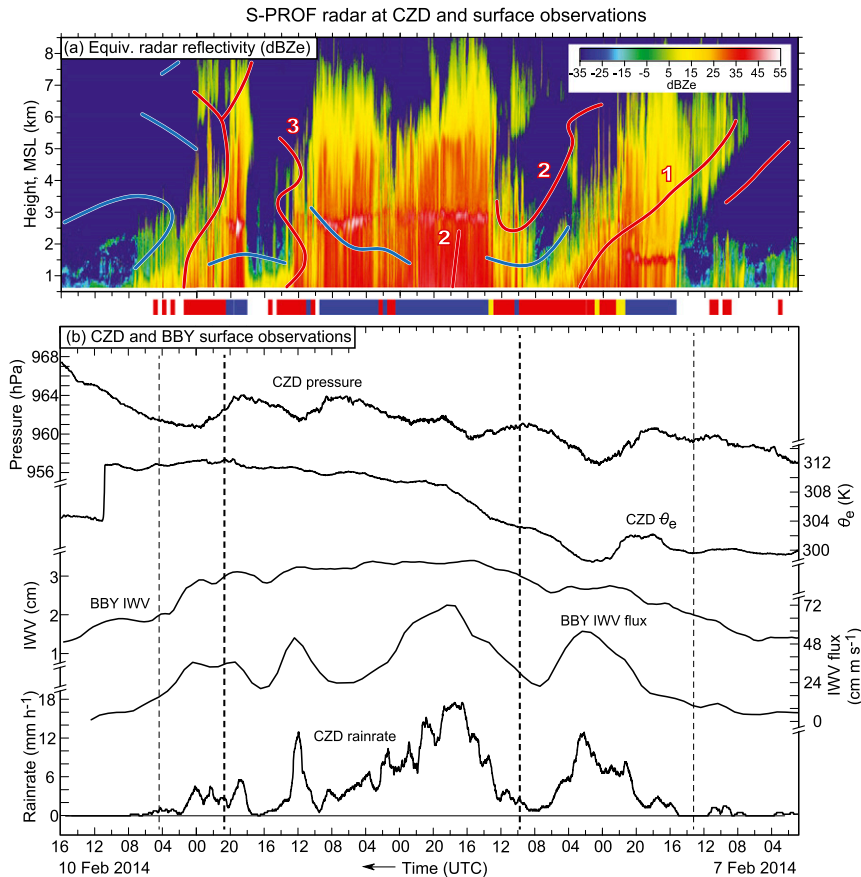 S-PROF radar at CZD and surface observations
(a) Equiv. radar reflectivity (dBZe)
-35 -25 -15 -5 5 15 25 35 45 55
dBZe
Height, MSL (km)
8
7
6
5
4
3
2
1
3
2
1
2
(b) CZD and BBY surface observations
Pressure (hPa)
968
964
960
956
CZD pressure
312
308
304
300
θe (K)
CZD θe
IWV (cm)
3
2
1
BBY IWV
BBY IWV flux
72
48
24
0
IWV flux
(cm m s-1)
Rainrate (mm h-1)
18
12
6
0
CZD rainrate
16 12 08 04 00 20 16 12 08 04 00 20 16 12 08 04 00 20 16 12 08 04
10 Feb 2014 ← Time (UTC) 7 Feb 2014